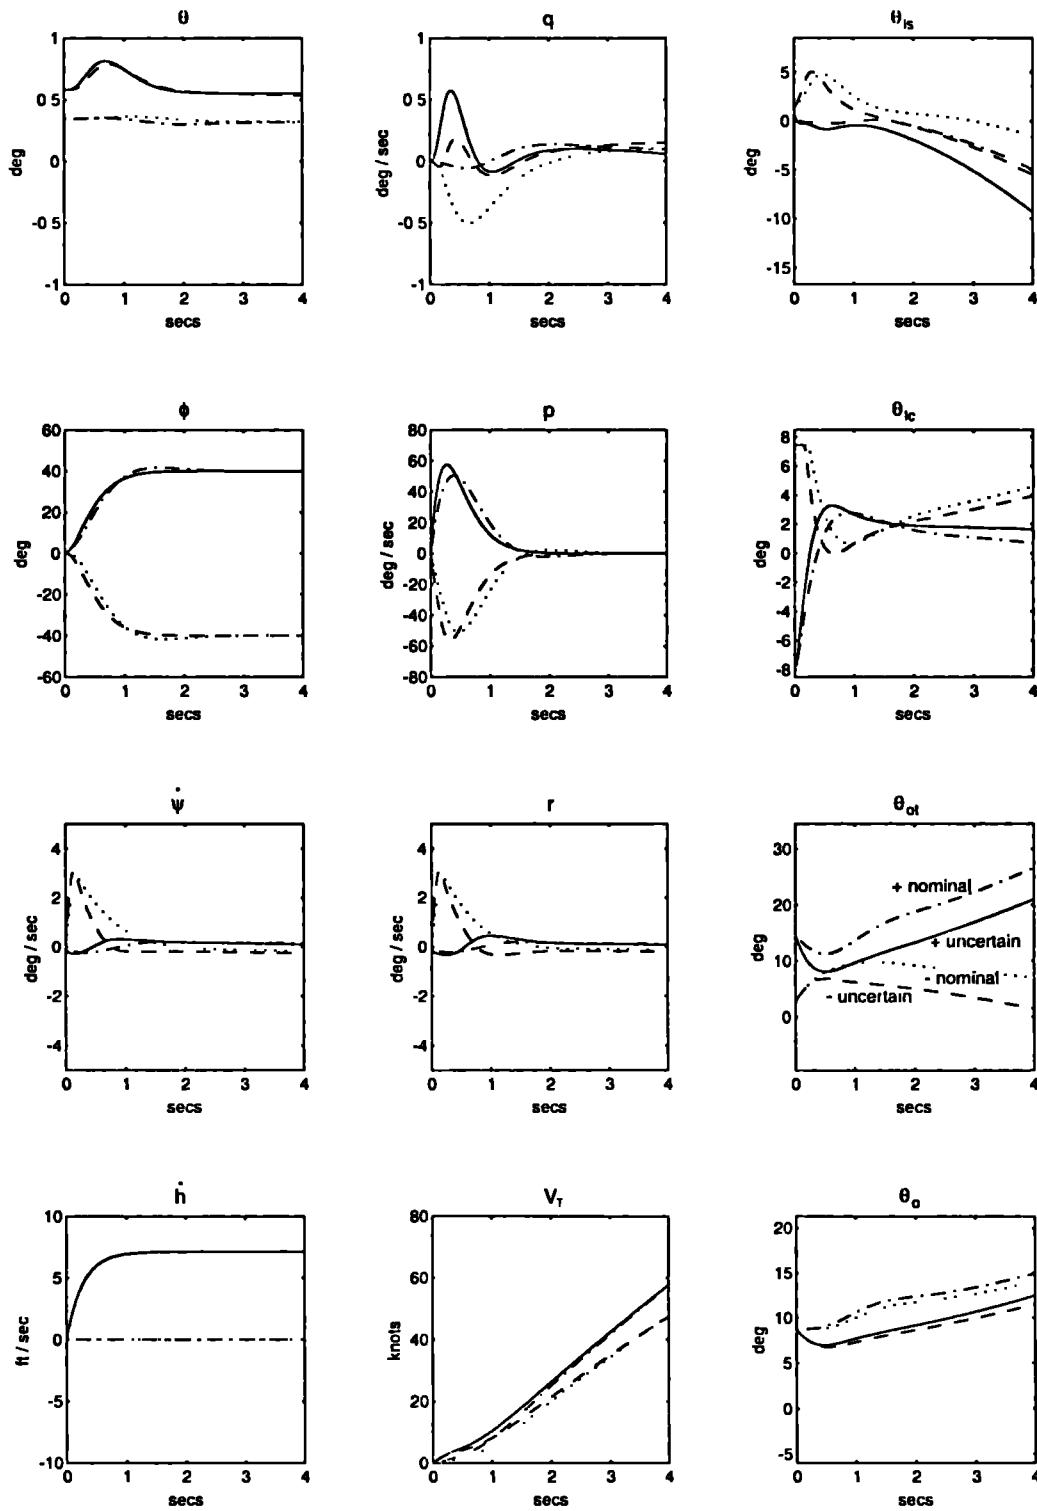 θ
q
θ_ls
1
0 5
0
-0 5
-1
deg
0 1 2 3 4
secs
1
0.5
0
-0 5
-1
deg / sec
0 1 2 3 4
secs
5
0
-5
-10
-15
deg
0 1 2 3 4
secs
ϕ
p
θ_lc
60
40
20
0
-20
-40
-60
deg
0 1 2 3 4
secs
80
60
40
20
0
-20
-40
-60
-80
deg / sec
0 1 2 3 4
secs
8
6
4
2
0
-2
-4
-6
-8
deg
0 1 2 3 4
secs
ψ̇
r
θ_ot
4
2
0
-2
-4
deg / sec
0 1 2 3 4
secs
4
2
0
-2
-4
deg / sec
0 1 2 3 4
secs
30
20
10
0
deg
+ nominal
+ uncertain
- nominal
- uncertain
0 1 2 3 4
secs
ḣ
V_T
θ_o
10
5
0
-5
-10
ft / sec
0 1 2 3 4
secs
80
60
40
20
0
knots
0 1 2 3 4
secs
20
15
10
5
0
-5
deg
0 1 2 3 4
secs